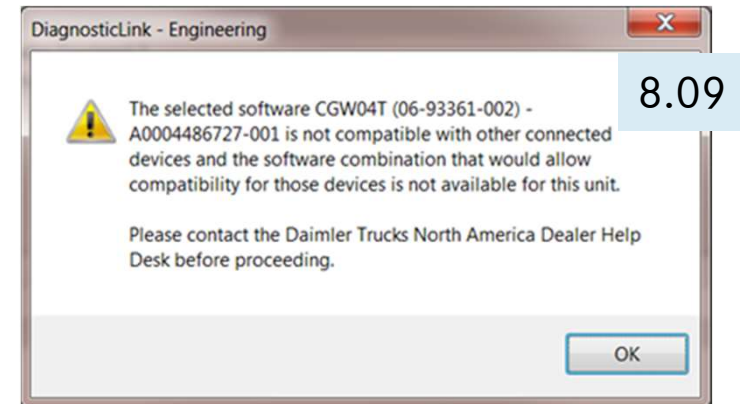 DiagnosticLink - Engineering
8.09
The selected software CGW04T (06-93361-002) -
A0004486727-001 is not compatible with other connected
devices and the software combination that would allow
compatibility for those devices is not available for this unit.
Please contact the Daimler Trucks North America Dealer Help
Desk before proceeding.
OK